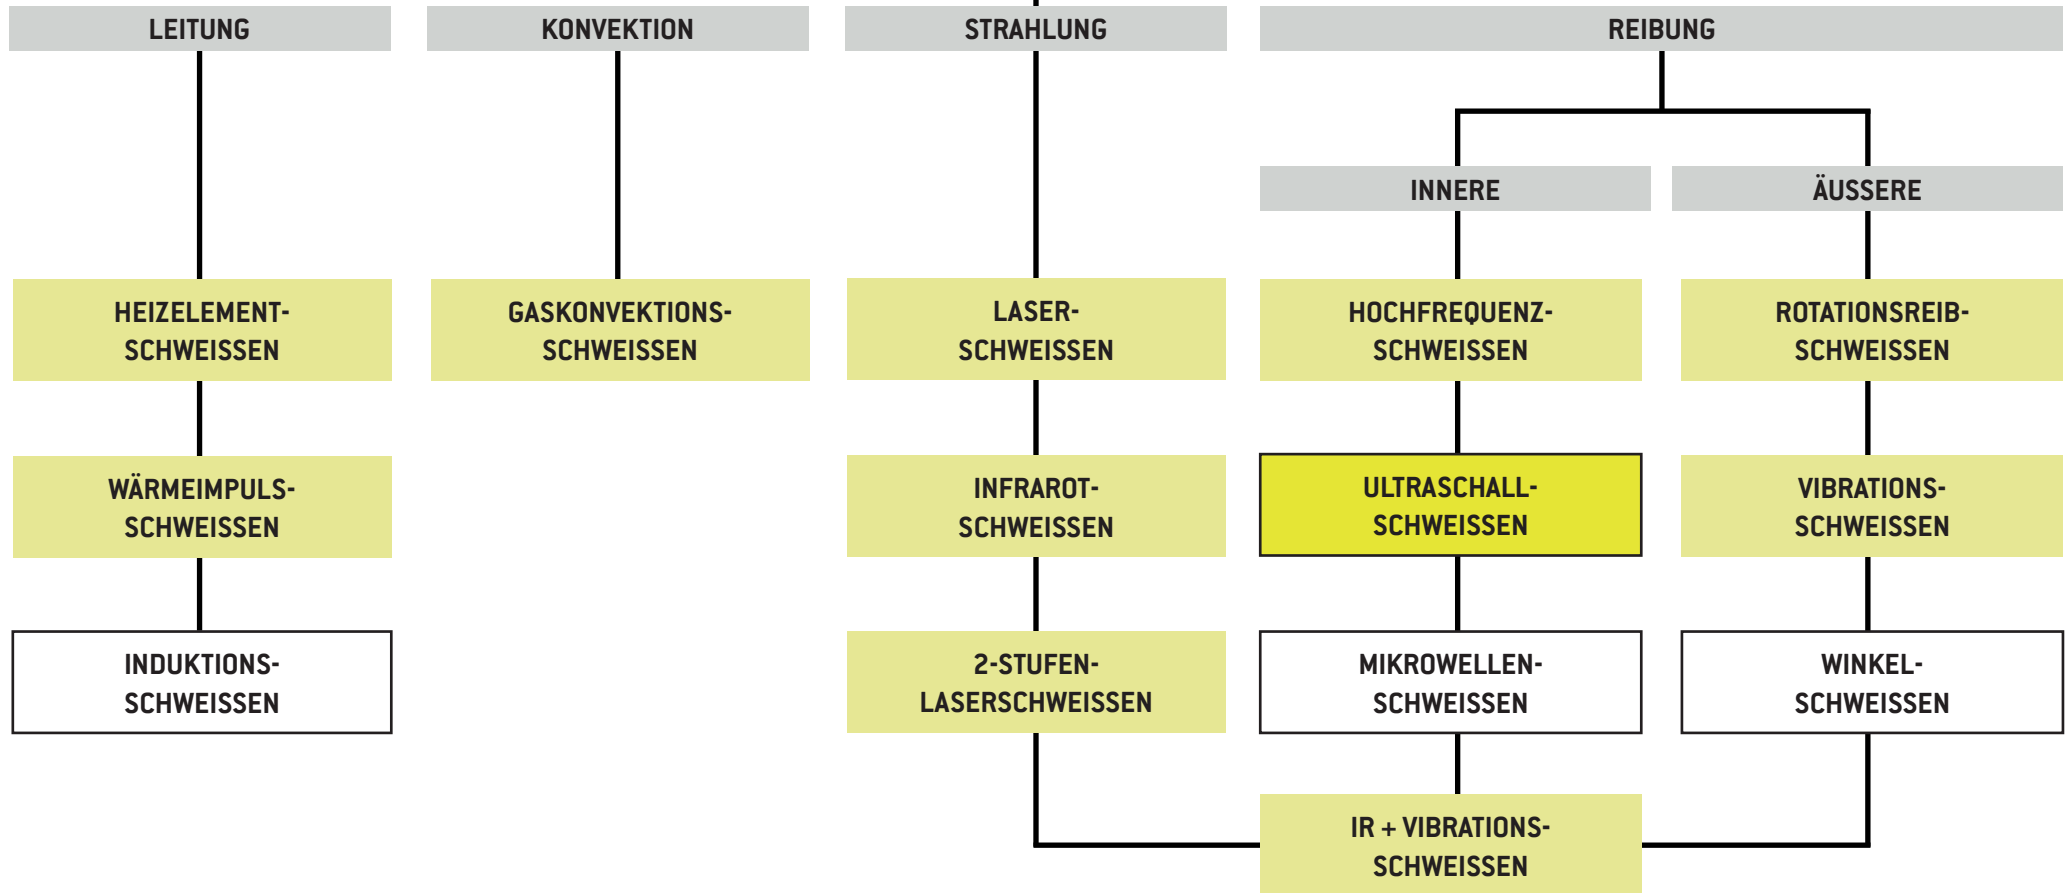 LEITUNG
KONVEKTION
STRAHLUNG
REIBUNG
INNERE
ÄUSSERE
HEIZELEMENT-
SCHWEISSEN
GASKONVEKTIONS-
SCHWEISSEN
LASER-
SCHWEISSEN
HOCHFREQUENZ-
SCHWEISSEN
ROTATIONSREIB-
SCHWEISSEN
WÄRMEIMPULS-
SCHWEISSEN
INFRAROT-
SCHWEISSEN
ULTRASCHALL-
SCHWEISSEN
VIBRATIONS-
SCHWEISSEN
INDUKTIONS-
SCHWEISSEN
2-STUFEN-
LASERSCHWEISSEN
MIKROWELLEN-
SCHWEISSEN
WINKEL-
SCHWEISSEN
IR + VIBRATIONS-
SCHWEISSEN